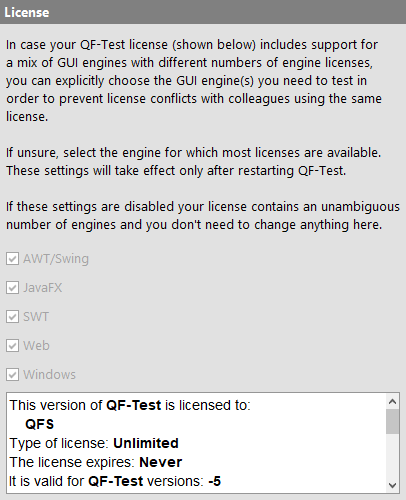 License
In case your QF-Test license (shown below) includes support for
a mix of GUI engines with different numbers of engine licenses,
you can explicitly choose the GUI engine(s) you need to test in
order to prevent license conflicts with colleagues using the same
license.
If unsure, select the engine for which most licenses are available.
These settings will take effect only after restarting QF-Test.
If these settings are disabled your license contains an unambiguous
number of engines and you don't need to change anything here.
AWT/Swing
JavaFX
SWT
Web
Windows
This version of QF-Test is licensed to:
QFS
Type of license: Unlimited
The license expires: Never
It is valid for QF-Test versions: -5